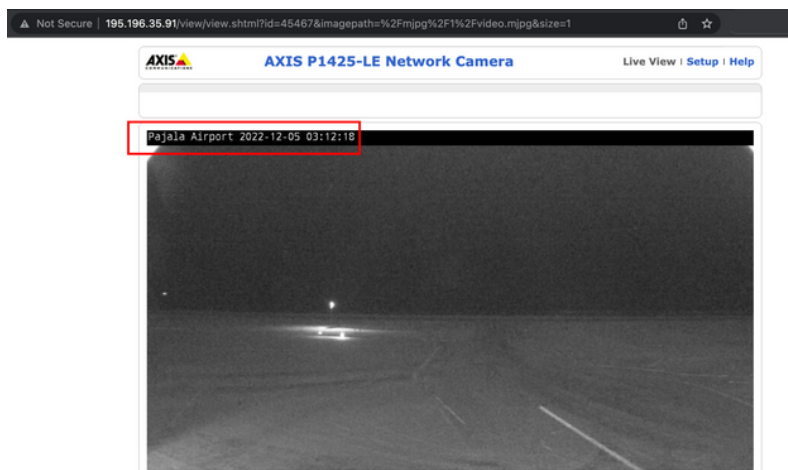 Not Secure | 195.196.35.91/view/view.shtml?id=45467&imagepath=%2Fmjpg%2F1%2Fvideo.mjpg&size=1
AXIS
COMMUNICATIONS
AXIS P1425-LE Network Camera
Live View | Setup | Help
Pajala Airport 2022-12-05 03:12:18